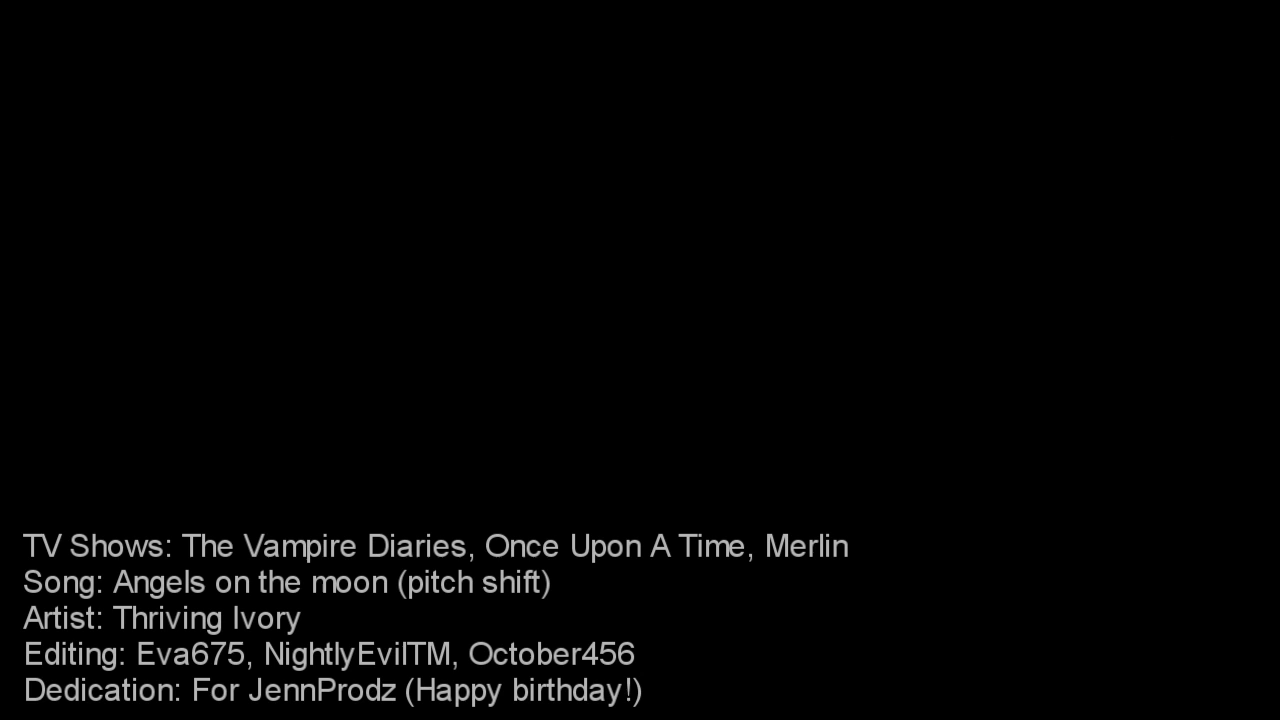 TV Shows: The Vampire Diaries, Once Upon A Time, Merlin
Song: Angels on the moon (pitch shift)
Artist: Thriving Ivory
Editing: Eva675, NightlyEvilTM, October456
Dedication: For JennProdz (Happy birthday!)